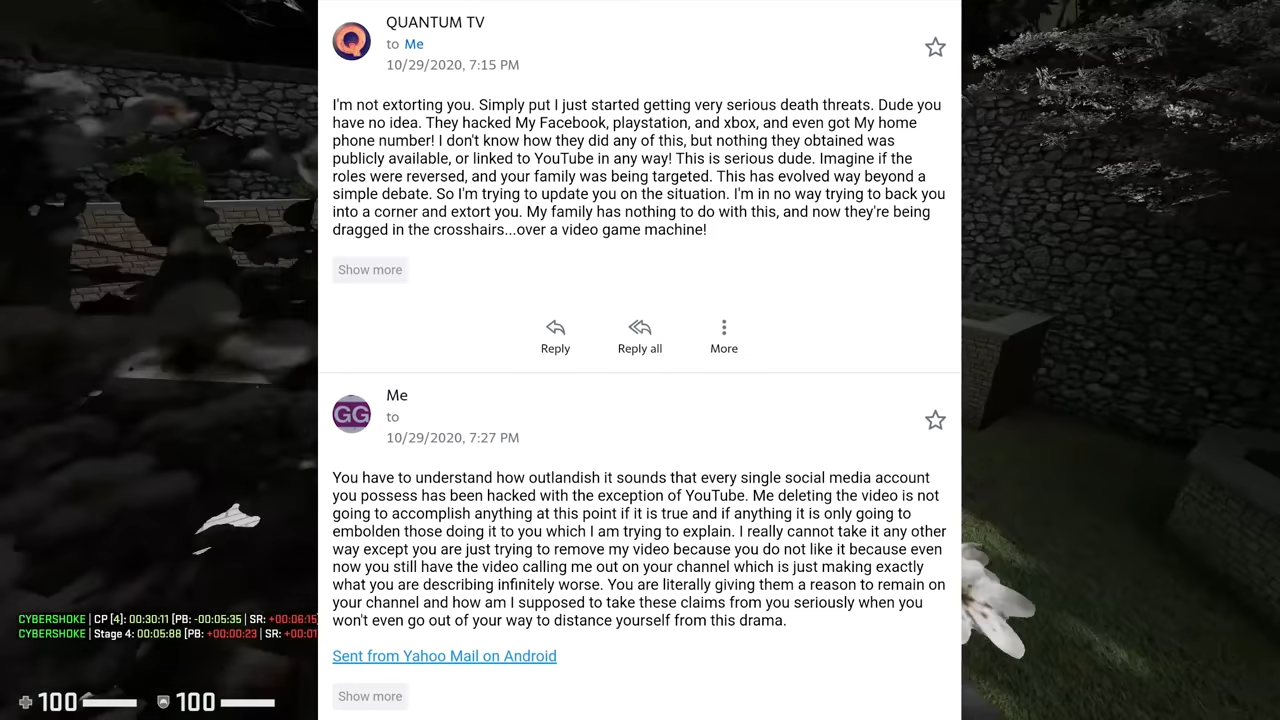 QUANTUM TV
to Me
10/29/2020, 7:15 PM
I'm not extorting you. Simply put I just started getting very serious death threats. Dude you
have no idea. They hacked My Facebook, playstation, and xbox, and even got My home
phone number! I don't know how they did any of this, but nothing they obtained was
publicly available, or linked to YouTube in any way! This is serious dude. Imagine if the
roles were reversed, and your family was being targeted. This has evolved way beyond a
simple debate. So I'm trying to update you on the situation. I'm in no way trying to back you
into a corner and extort you. My family has nothing to do with this, and now they're being
dragged in the crosshairs...over a video game machine!
Show more
Reply
Reply all
More
Me
GG
to
10/29/2020, 7:27 PM
You have to understand how outlandish it sounds that every single social media account
you possess has been hacked with the exception of YouTube. Me deleting the video is not
going to accomplish anything at this point if it is true and if anything it is only going to
embolden those doing it to you which I am trying to explain. I really cannot take it any other
way except you are just trying to remove my video because you do not like it because even
now you still have the video calling me out on your channel which is just making exactly
what you are describing infinitely worse. You are literally giving them a reason to remain on
your channel and how am I supposed to take these claims from you seriously when you
won't even go out of your way to distance yourself from this drama.
Sent from Yahoo Mail on Android
Show more
CYBERSHOKE | CP [4]: 00:30:11 [PB: -00:05:35 | SR: +00:06:15
CYBERSHOKE | Stage 4: 00:05:88 [PB: +00:00:23 | SR: +00:01
100
100